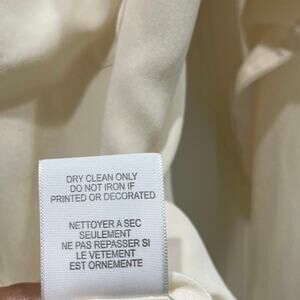 DRY CLEAN ONLY
DO NOT IRON IF
PRINTED OR DECORATED
NETTOYER A SEC
SEULEMENT
NE PAS REPASSER SI
LE VETEMENT
EST ORNEMENTE